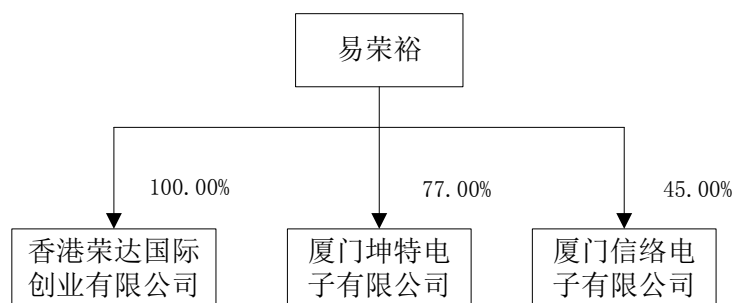 易荣裕
100.00%
77.00%
45.00%
香港荣达国际
创业有限公司
厦门坤特电
子有限公司
厦门信络电
子有限公司